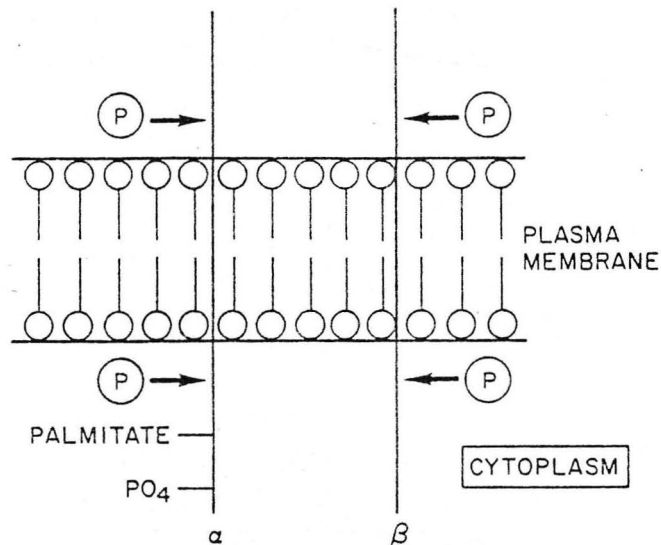 P P
PLASMA
MEMBRANE
P P
PALMITATE
CYTOPLASM
PO₄
α β